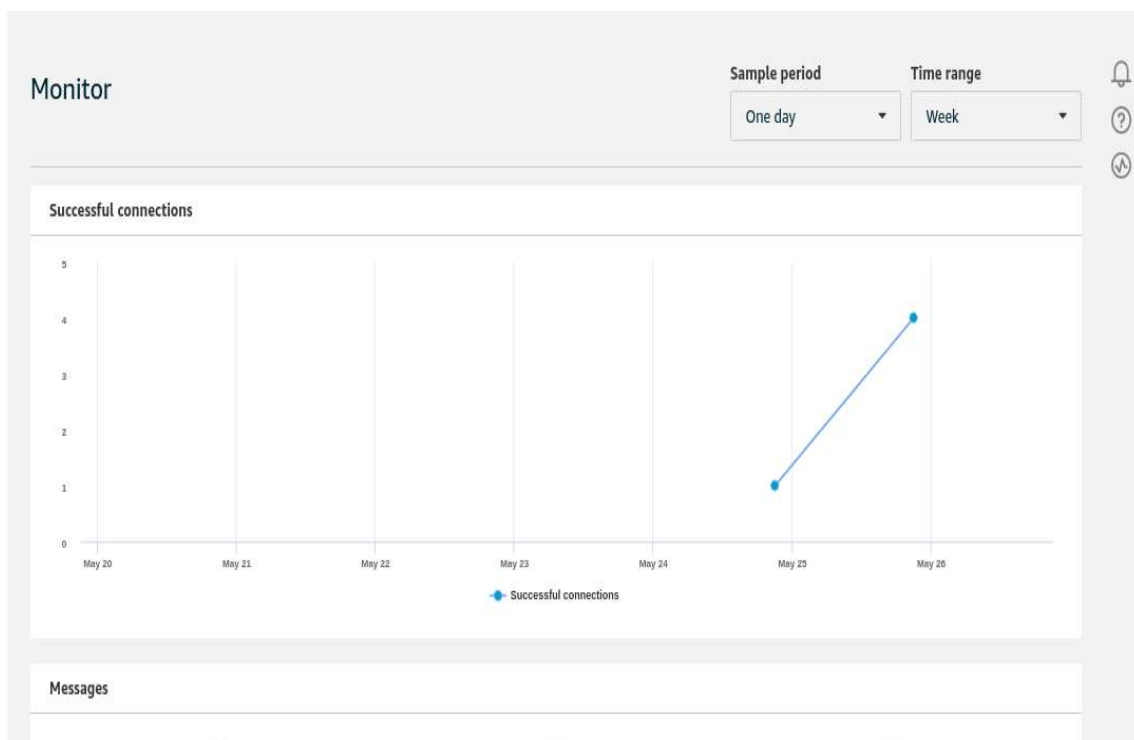 Monitor
Sample period
Time range
One day
Week
Successful connections
5
4
3
2
1
0
May 20 May 21 May 22 May 23 May 24 May 25 May 26
Successful connections
Messages